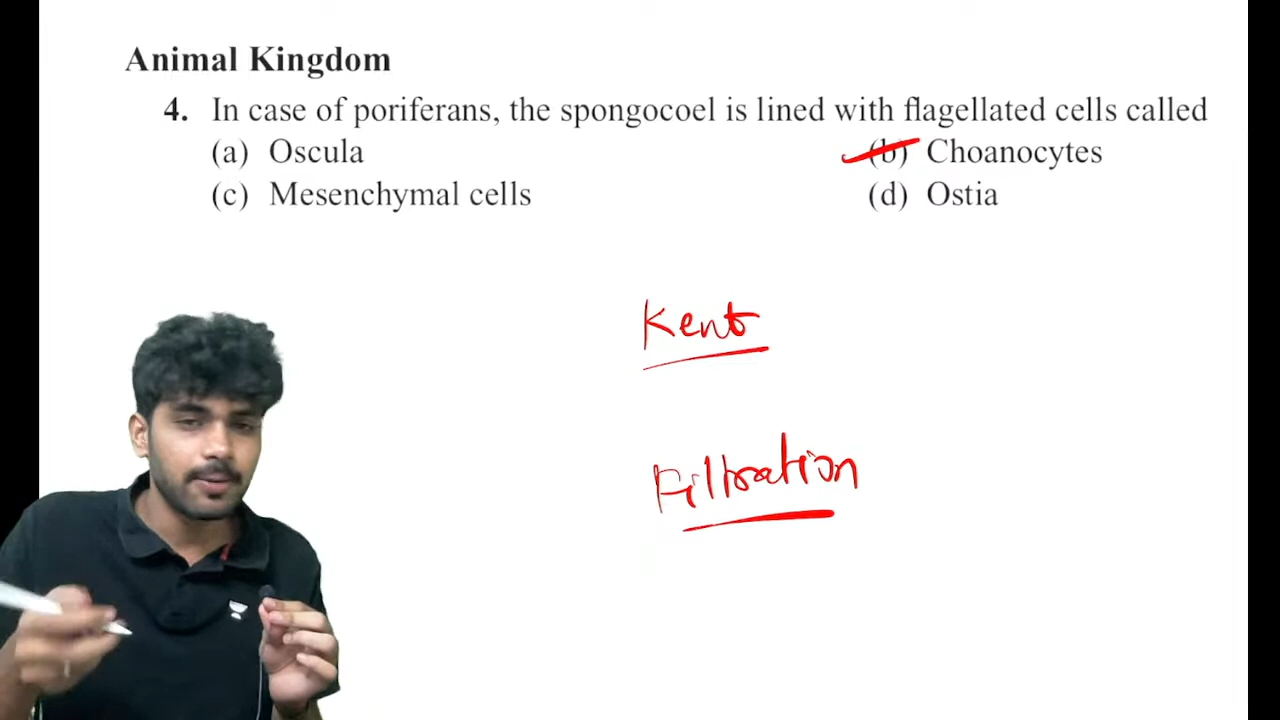 Animal Kingdom
4. In case of poriferans, the spongocoel is lined with flagellated cells called
(a) Oscula (b) Choanocytes
(c) Mesenchymal cells (d) Ostia
Kent
Filtration